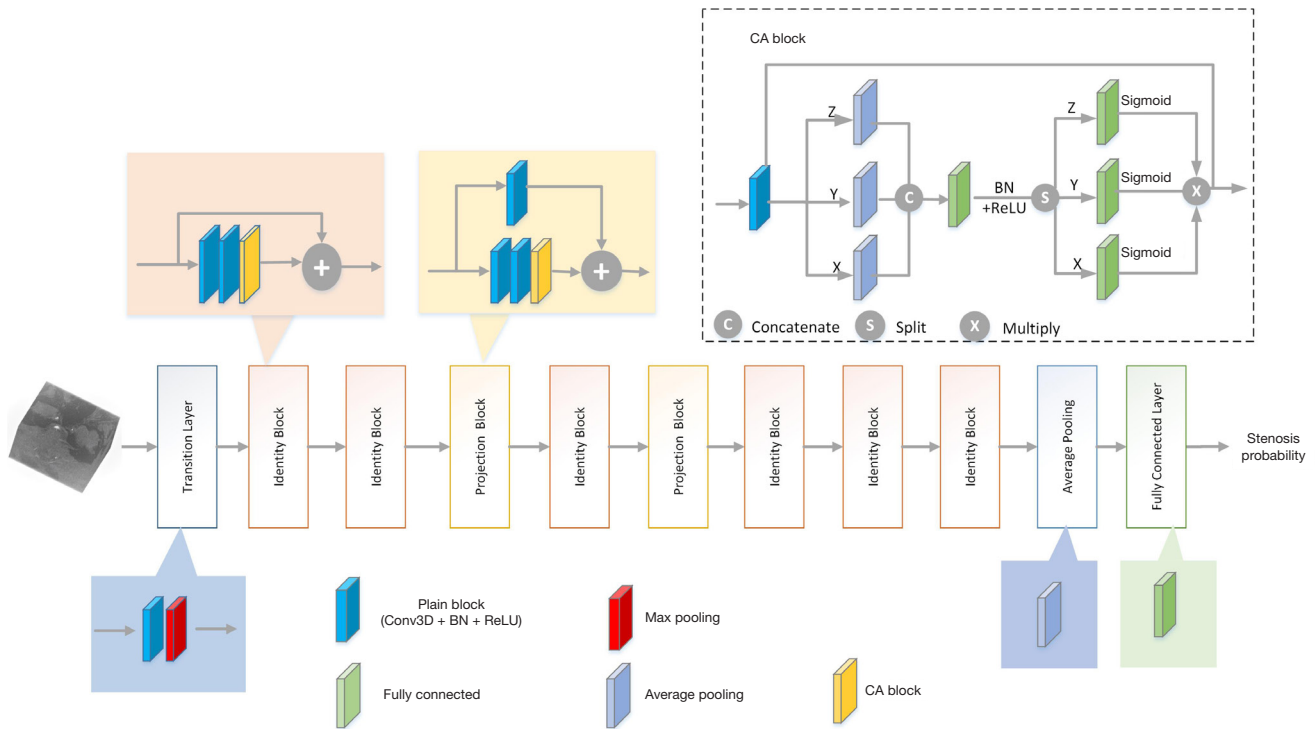 CA block
Z
Y
X
C
BN
+ReLU
S
Z
Y
X
Sigmoid
Sigmoid
Sigmoid
X
C Concatenate
S Split
X Multiply
+
+
Transition Layer
Identity Block
Identity Block
Projection Block
Identity Block
Projection Block
Identity Block
Identity Block
Identity Block
Average Pooling
Fully Connected Layer
Stenosis
probability
Plain block
(Conv3D + BN + ReLU)
Max pooling
Fully connected
Average pooling
CA block